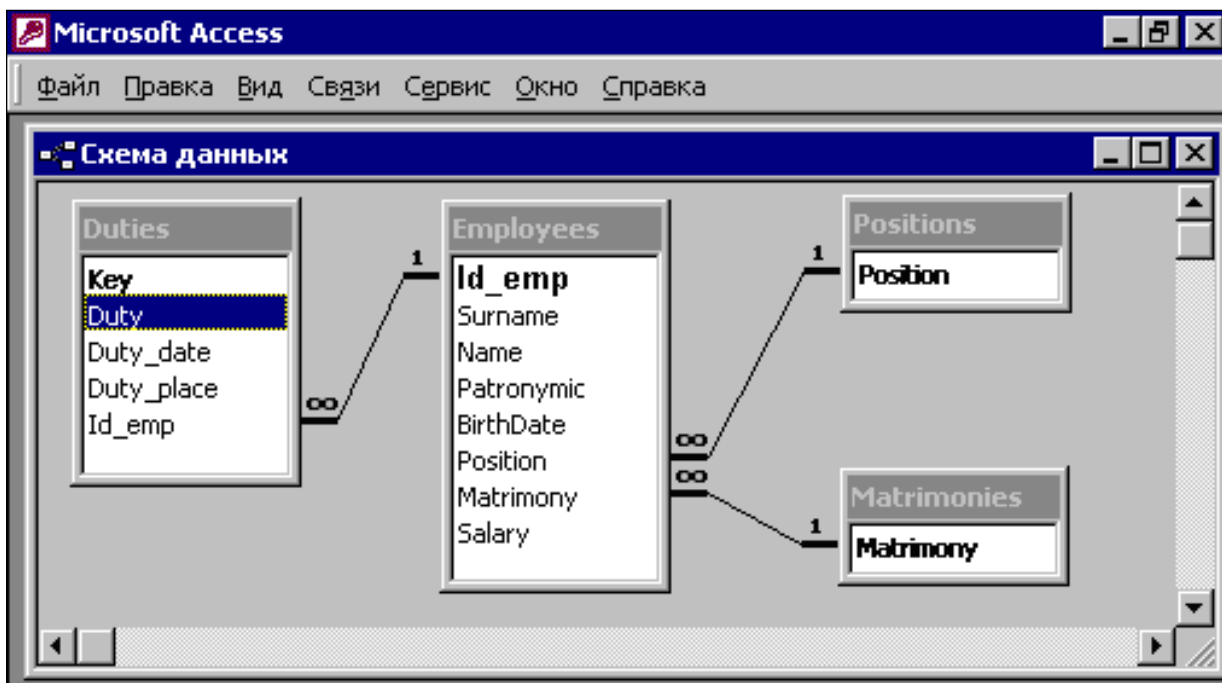 Microsoft Access
Файл Правка Вид Связи Сервис Окно Справка
Схема данных
Duties
Key
Duty
Duty_date
Duty_place
Id_emp
∞
1
Employees
Id_emp
Surname
Name
Patronymic
BirthDate
Position
Matrimony
Salary
∞
∞
1
Positions
Position
1
Matrimonies
Matrimony